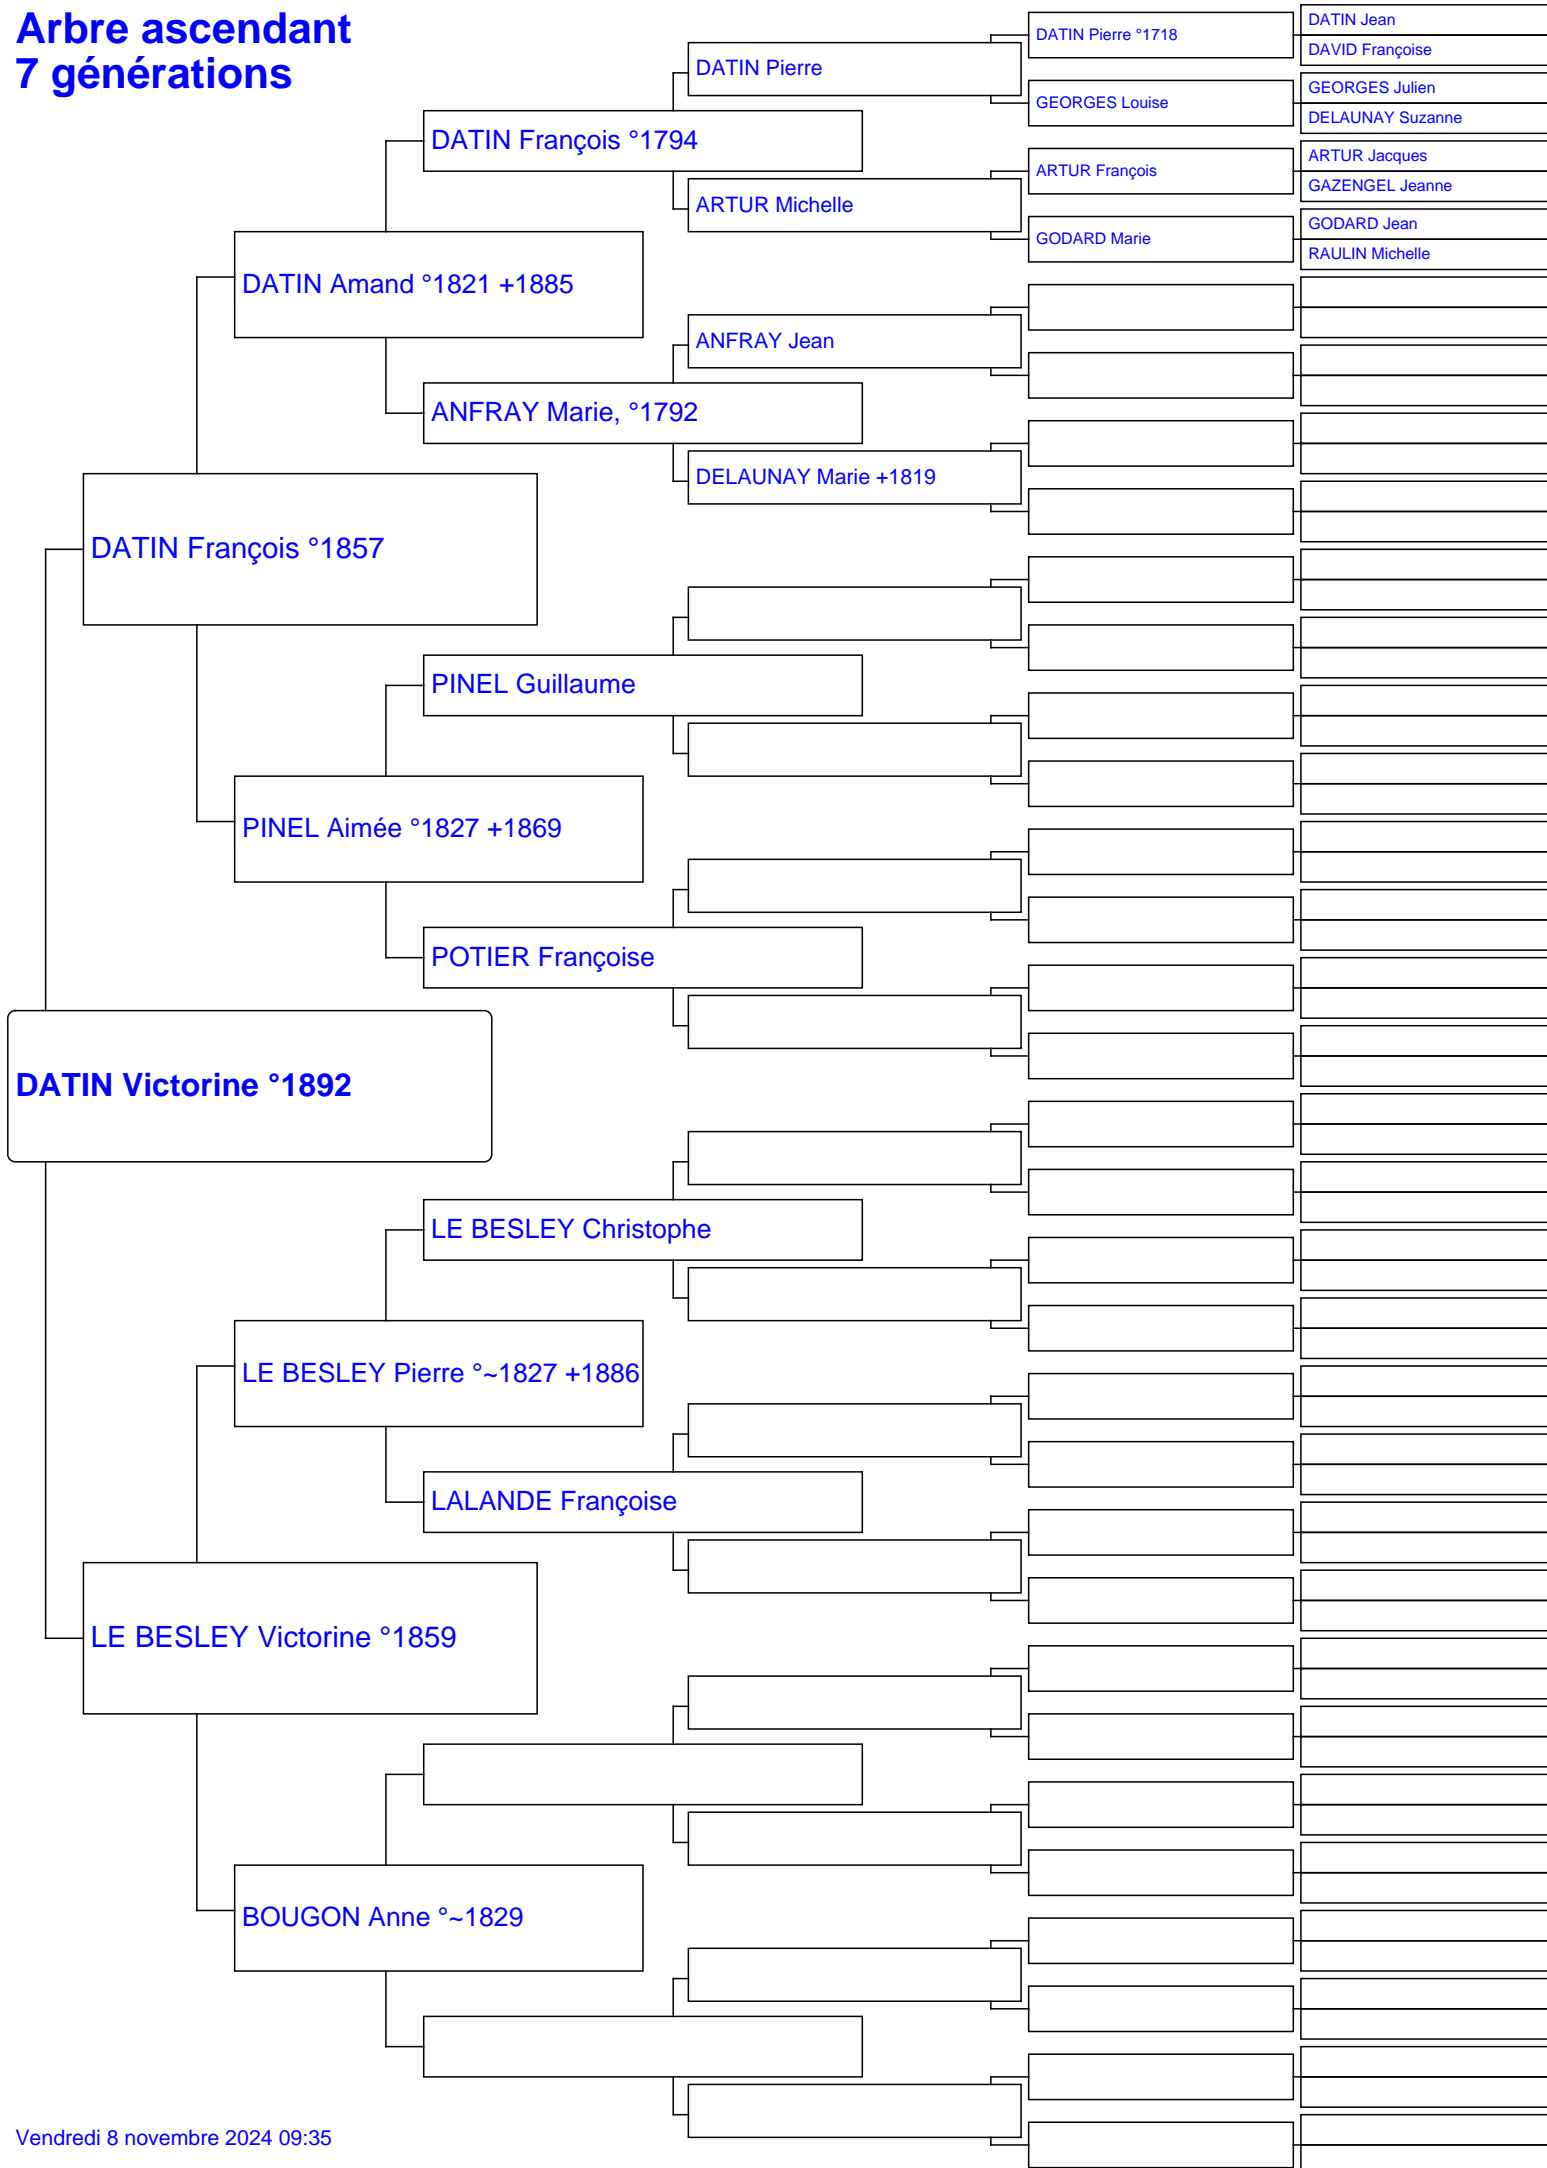 Arbre ascendant
7 générations
DATIN Victorine °1892
DATIN François °1857
LE BESLEY Victorine °1859
DATIN Amand °1821 +1885
PINEL Aimée °1827 +1869
LE BESLEY Pierre °~1827 +1886
BOUGON Anne °~1829
DATIN François °1794
ANFRAY Marie, °1792
PINEL Guillaume
POTIER Françoise
LE BESLEY Christophe
LALANDE Françoise
DATIN Pierre
ARTUR Michelle
ANFRAY Jean
DELAUNAY Marie +1819
DATIN Pierre °1718
GEORGES Louise
ARTUR François
GODARD Marie
DATIN Jean
DAVID Françoise
GEORGES Julien
DELAUNAY Suzanne
ARTUR Jacques
GAZENGEL Jeanne
GODARD Jean
RAULIN Michelle
Vendredi 8 novembre 2024 09:35